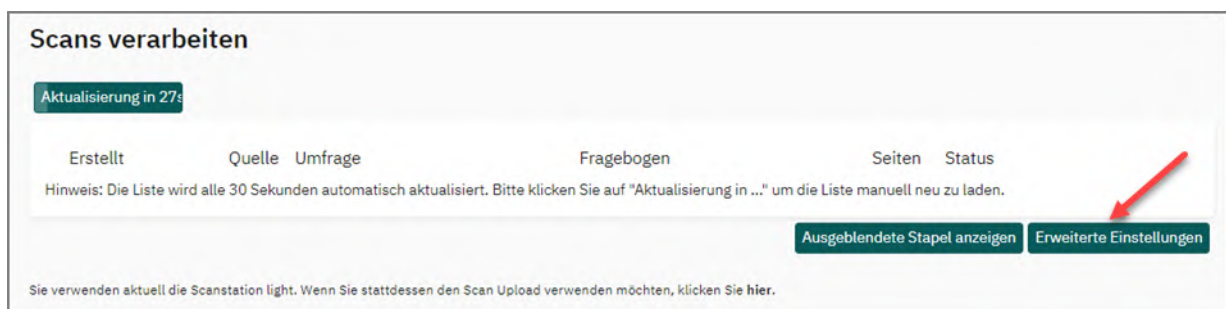 Scans verarbeiten
Aktualisierung in 27s
Erstellt Quelle Umfrage Fragebogen Seiten Status
Hinweis: Die Liste wird alle 30 Sekunden automatisch aktualisiert. Bitte klicken Sie auf "Aktualisierung in ..." um die Liste manuell neu zu laden.
Ausgeblendete Stapel anzeigen Erweiterte Einstellungen
Sie verwenden aktuell die Scanstation light. Wenn Sie stattdessen den Scan Upload verwenden möchten, klicken Sie hier.